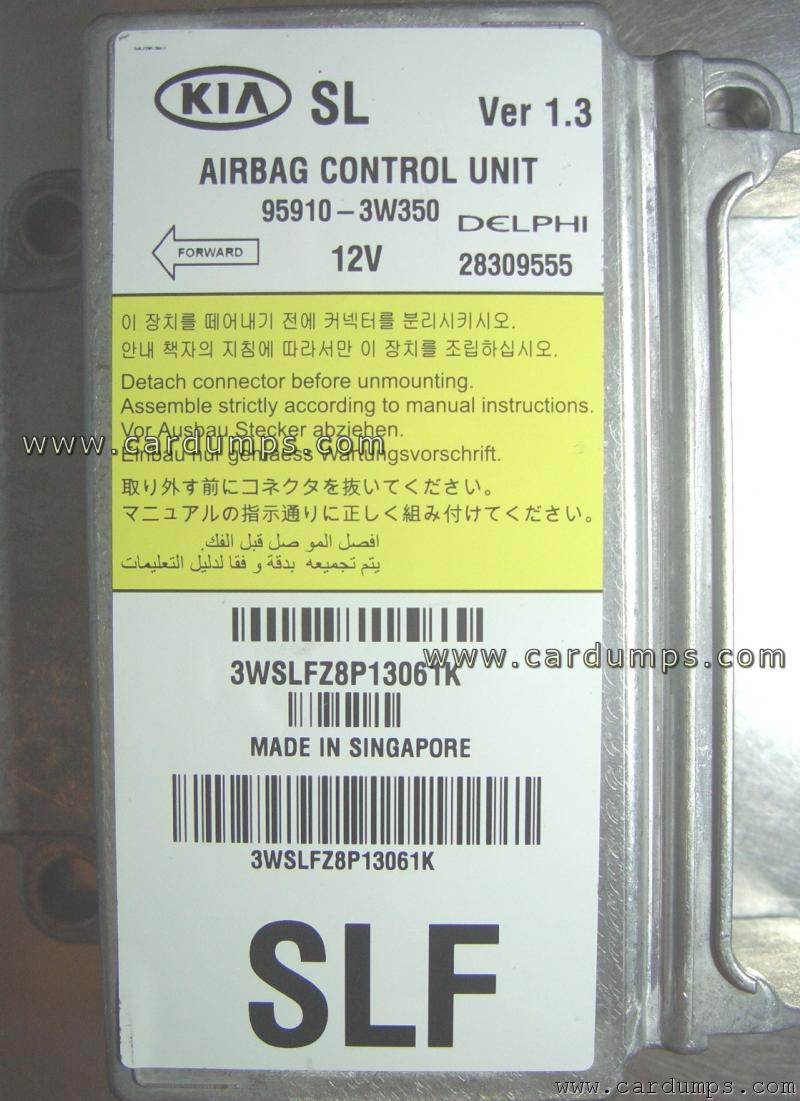 KIA SL Ver 1.3
AIRBAG CONTROL UNIT
95910-3W350 DELPHI
FORWARD 12V 28309555
이 장치를 떼어내기 전에 커넥터를 분리시키시오.
안내 책자의 지침에 따라서만 이 장치를 조립하십시오.
Detach connector before unmounting.
Assemble strictly according to manual instructions.
Vor Ausbau Stecker abziehen.
www.cardumps.com
Einbau nur gemaess Wartungsvorschrift.
取り外す前にコネクタを抜いてください。
マニュアルの指示通りに正しく組み付けてください。
افصل المو صل قبل الفك.
يتم تجميعه بدقة و فقا لدليل التعليمات
www.cardumps.com
3WSLFZ8P13061K
MADE IN SINGAPORE
3WSLFZ8P13061K
SLF
www.cardumps.com